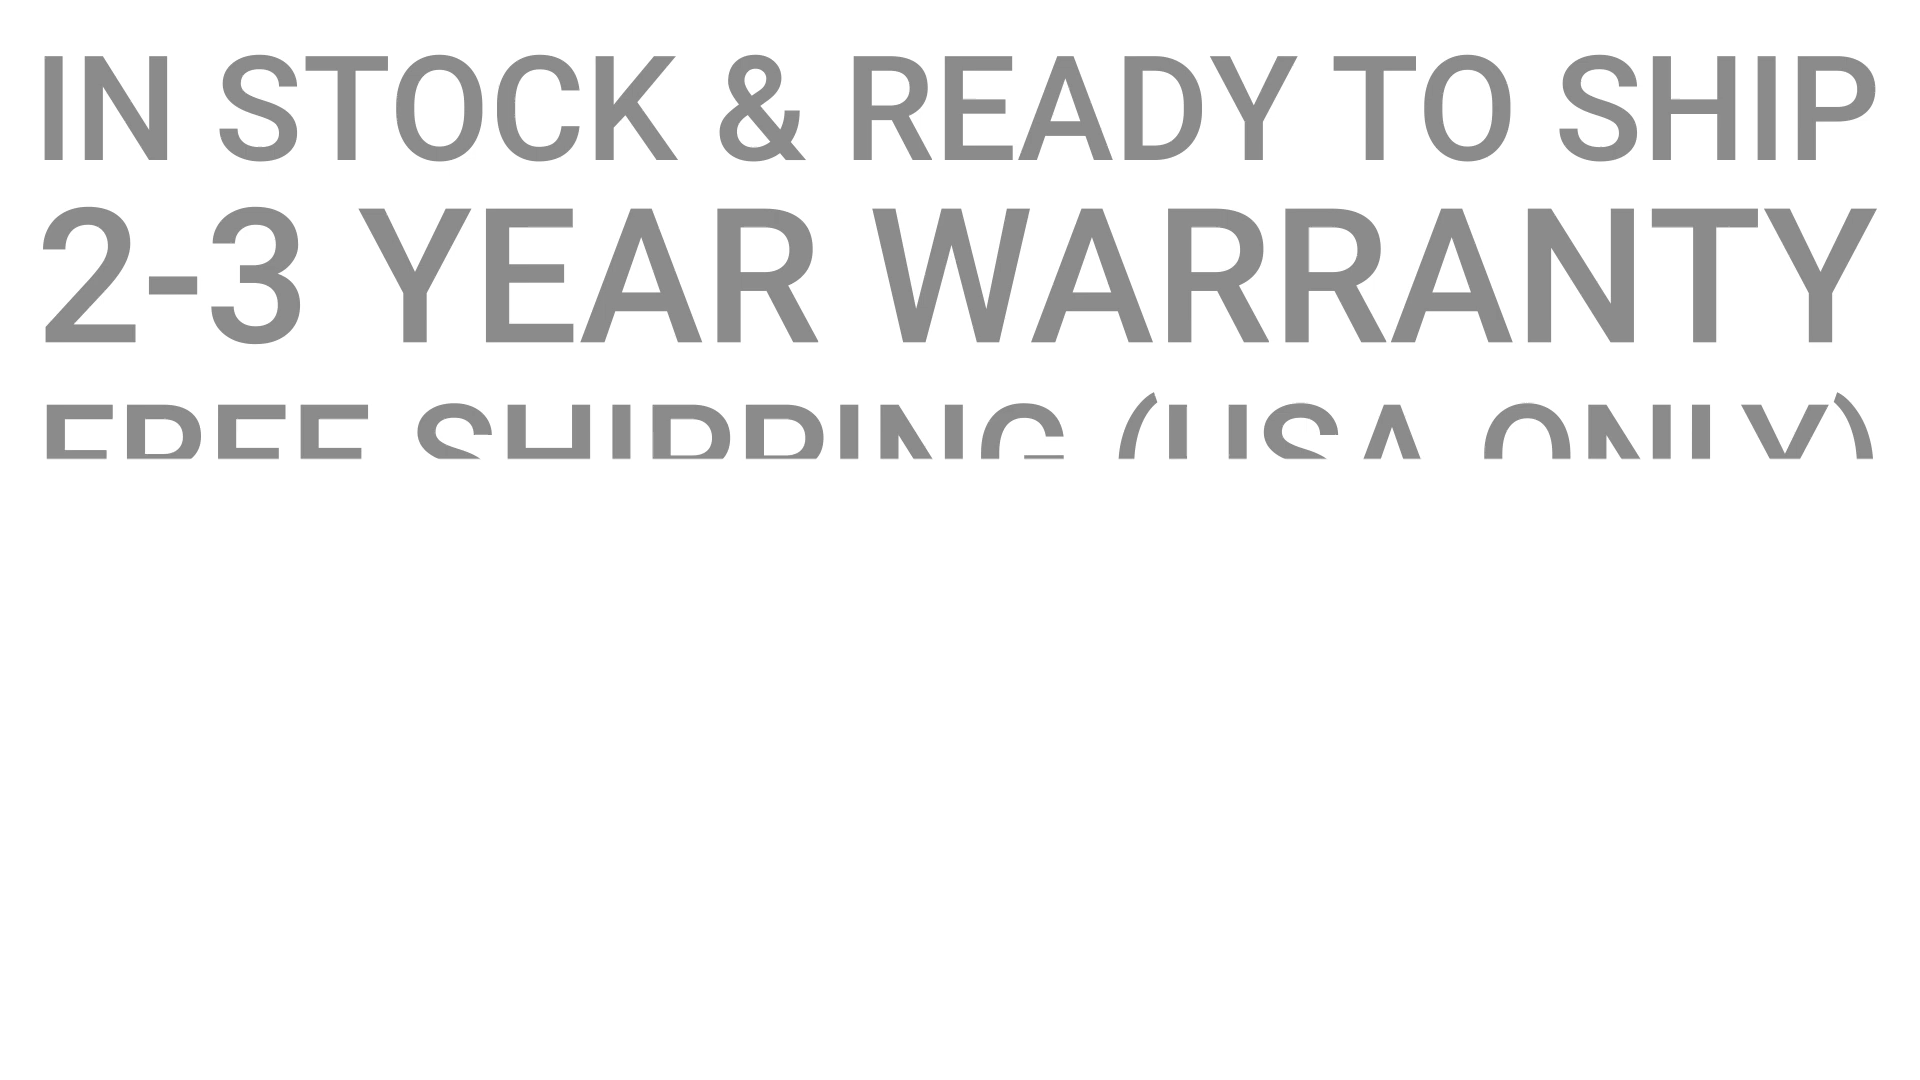 IN STOCK & READY TO SHIP
2-3 YEAR WARRANTY
FREE SHIPPING (USA ONLY)